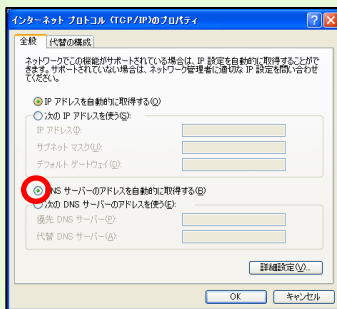 インターネット プロトコル (TCP/IP)のプロパティ
全般 代替の構成
ネットワークでこの機能がサポートされている場合は、IP 設定を自動的に取得することがで
きます。サポートされていない場合は、ネットワーク管理者に適切な IP 設定を問い合わせ
てください。
IP アドレスを自動的に取得する(O)
次の IP アドレスを使う(S):
IP アドレス(I):
サブネット マスク(U):
デフォルト ゲートウェイ(D):
DNS サーバーのアドレスを自動的に取得する(B)
次の DNS サーバーのアドレスを使う(E):
優先 DNS サーバー(P):
代替 DNS サーバー(A):
詳細設定(V)...
OK キャンセル